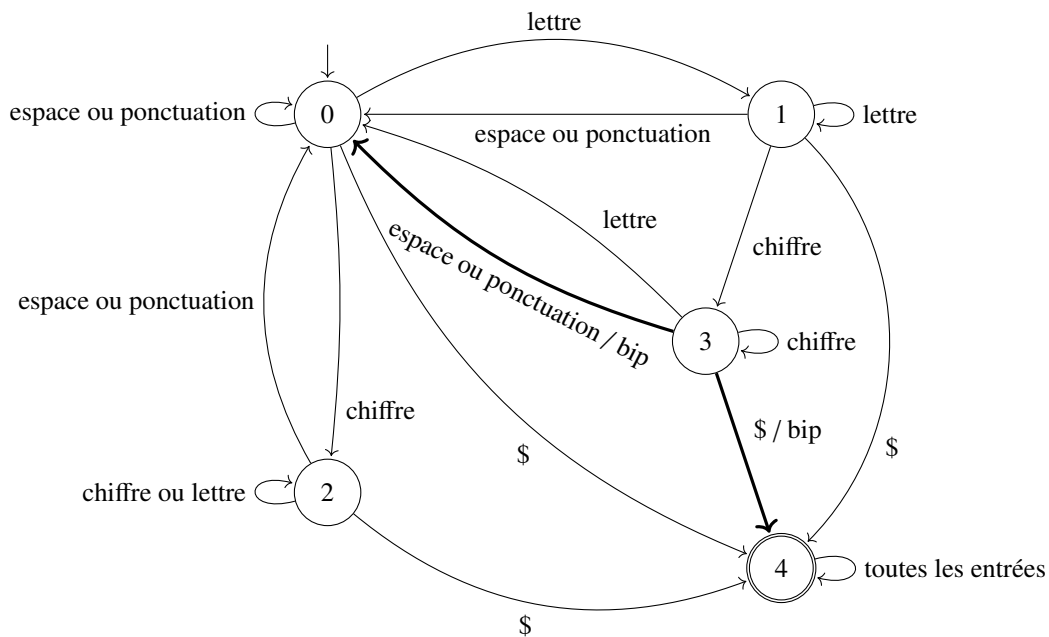 lettre
espace ou ponctuation
0
1
lettre
espace ou ponctuation
lettre
espace ou ponctuation / bip
chiffre
espace ou ponctuation
3
chiffre
chiffre
$ / bip
$
$
chiffre ou lettre
2
4
toutes les entrées
$